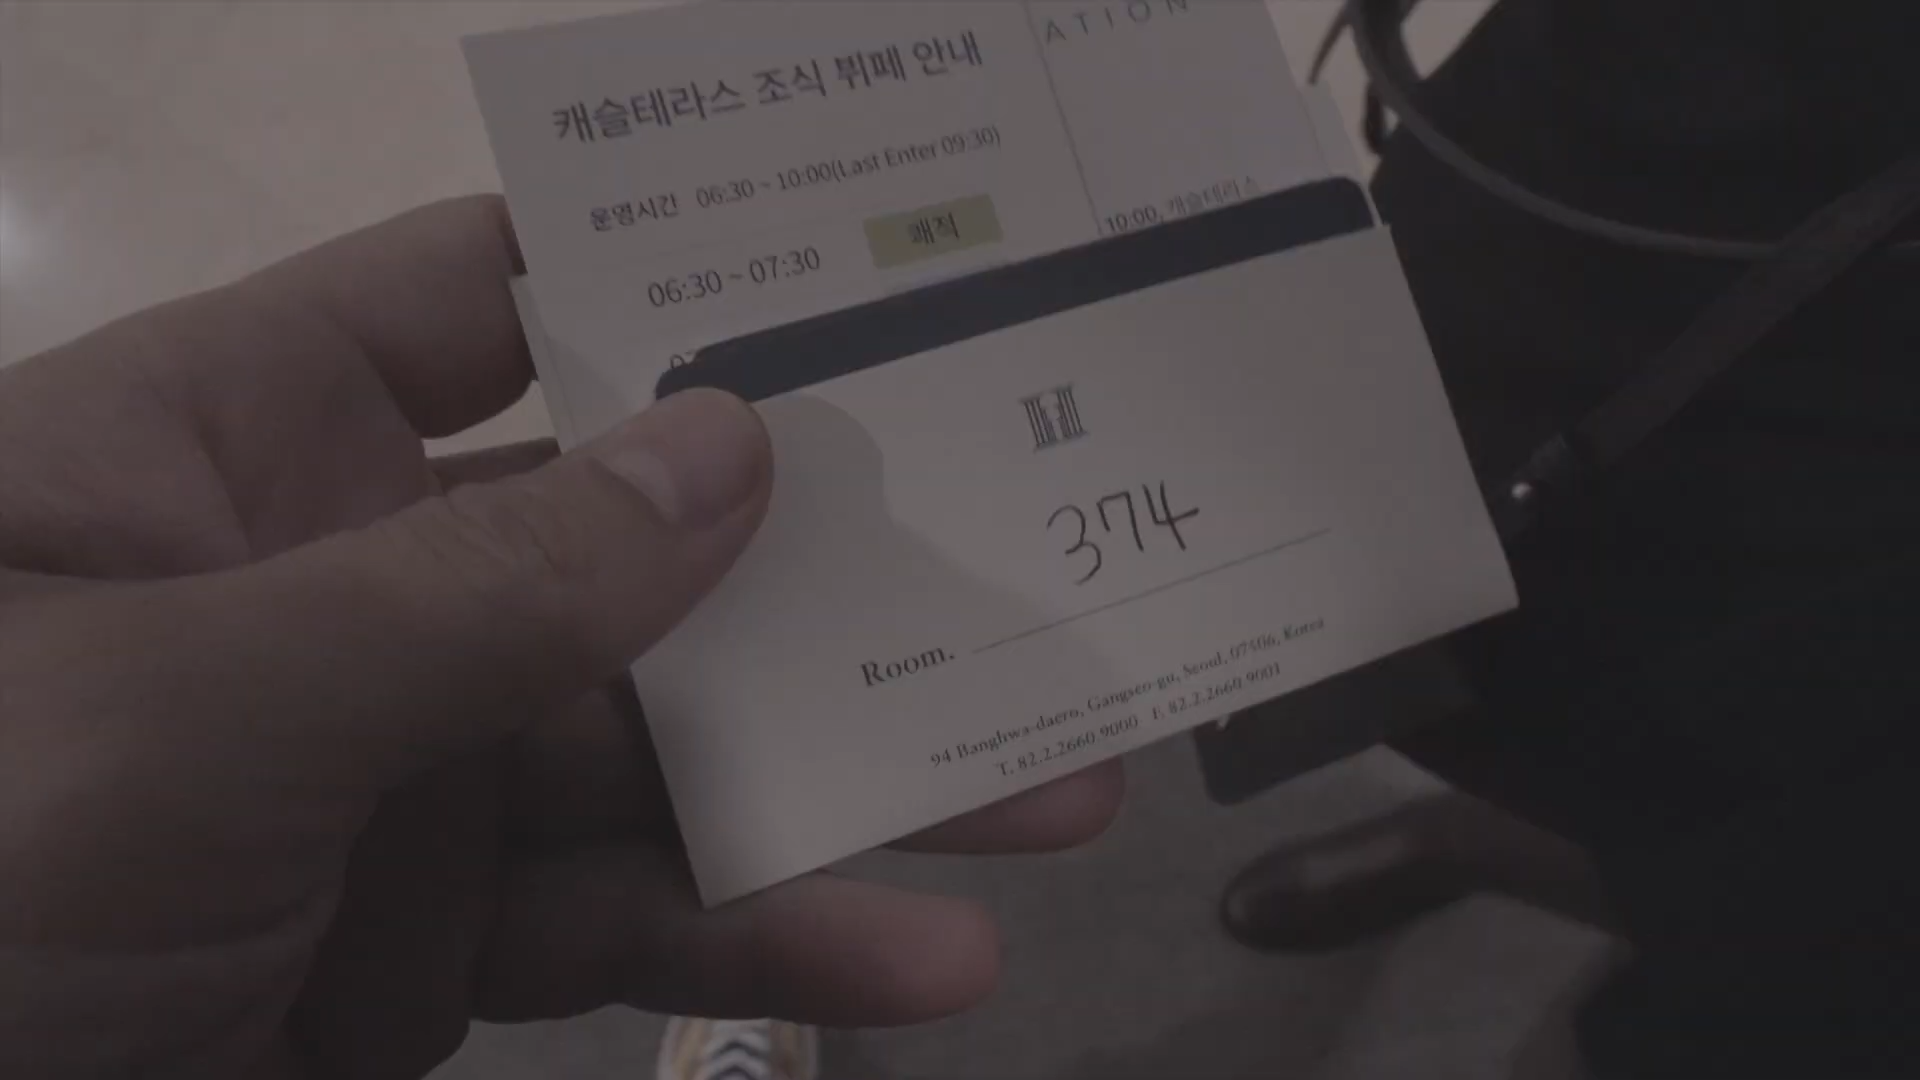 ATION
캐슬테라스 조식 뷔페 안내
운영시간 06:30 ~ 10:00(Last Enter 09:30)
06:30 ~ 07:30 쾌적
10:00, 캐슬테라스
07
374
Room.
94 Banghwa-daero, Gangseo-gu, Seoul, 07506, Korea
T. 82.2.2660 9000 F. 82.2.2660 9001